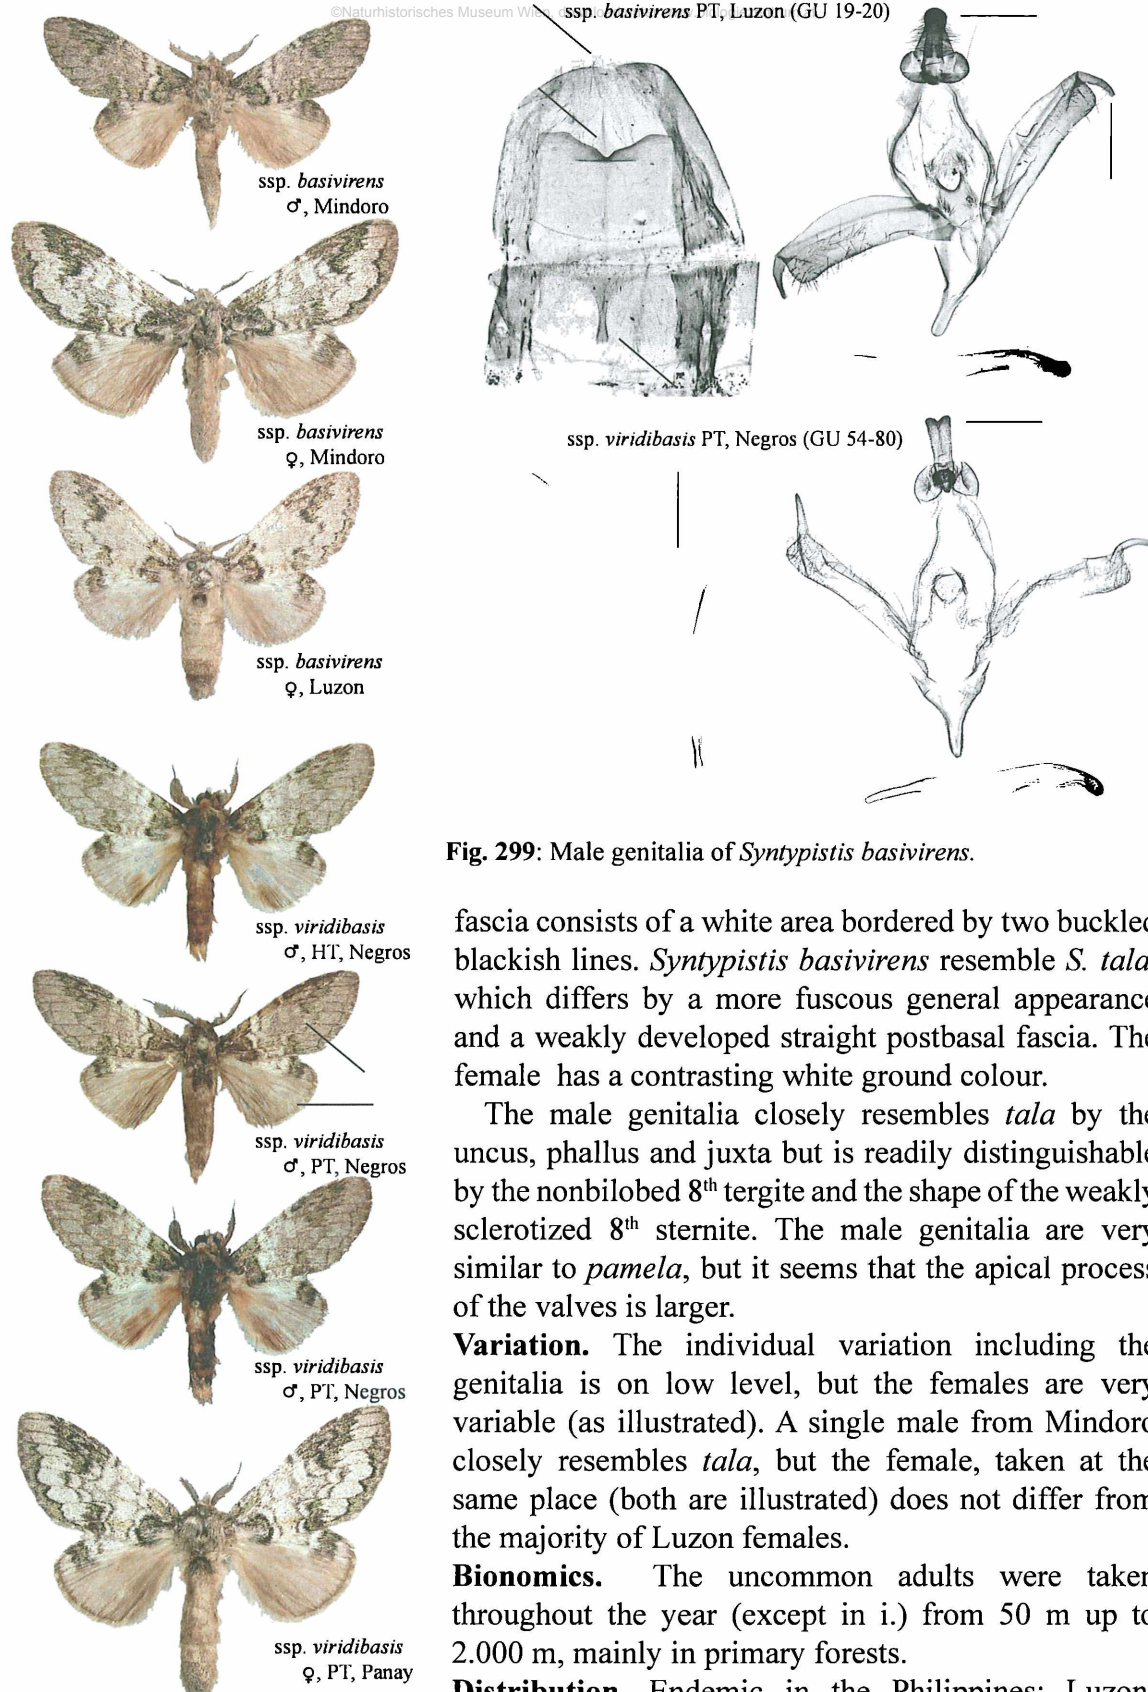 ©Naturhistorisches Museum Wien,
ssp. basivirens PT, Luzon (GU 19-20)
ssp. basivirens
♂, Mindoro
ssp. basivirens
♀, Mindoro
ssp. basivirens
♀, Luzon
ssp. viridibasis
♂, HT, Negros
ssp. viridibasis
♂, PT, Negros
ssp. viridibasis
♂, PT, Negros
ssp. viridibasis
♀, PT, Panay
ssp. viridibasis PT, Negros (GU 54-80)
Fig. 299: Male genitalia of Syntypistis basivirens.
fascia consists of a white area bordered by two buckled
blackish lines. Syntypistis basivirens resemble S. tala
which differs by a more fuscous general appearance
and a weakly developed straight postbasal fascia. The
female has a contrasting white ground colour.
The male genitalia closely resembles tala by the
uncus, phallus and juxta but is readily distinguishable
by the nonbilobed 8th tergite and the shape of the weakly
sclerotized 8th sternite. The male genitalia are very
similar to pamela, but it seems that the apical process
of the valves is larger.
Variation. The individual variation including the
genitalia is on low level, but the females are very
variable (as illustrated). A single male from Mindoro
closely resembles tala, but the female, taken at the
same place (both are illustrated) does not differ from
the majority of Luzon females.
Bionomics. The uncommon adults were taken
throughout the year (except in i.) from 50 m up to
2.000 m, mainly in primary forests.
Distribution. Endemic in the Philippines: Luzon,